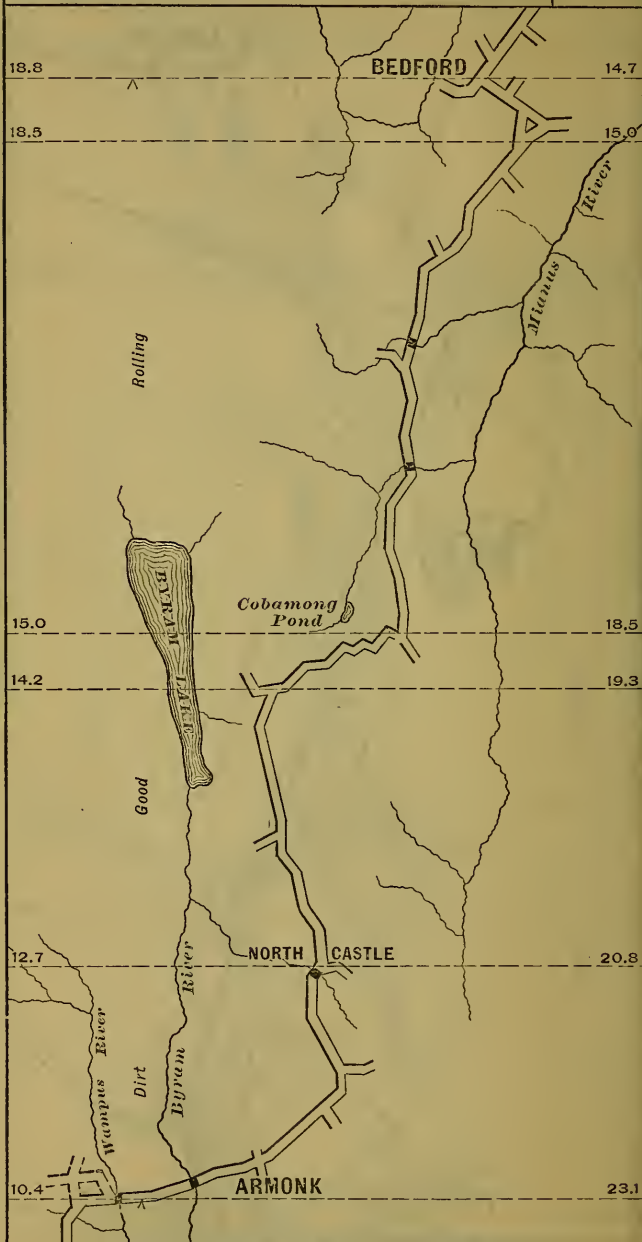 BEDFORD
18.8
14.7
18.5
15.0
Mianus River
Rolling
BYRAM LAKE
Cobamong
Pond
15.0
18.5
14.2
19.3
Good
NORTH CASTLE
12.7
20.8
Wampus River
Dirt
Byram River
ARMONK
10.4
23.1